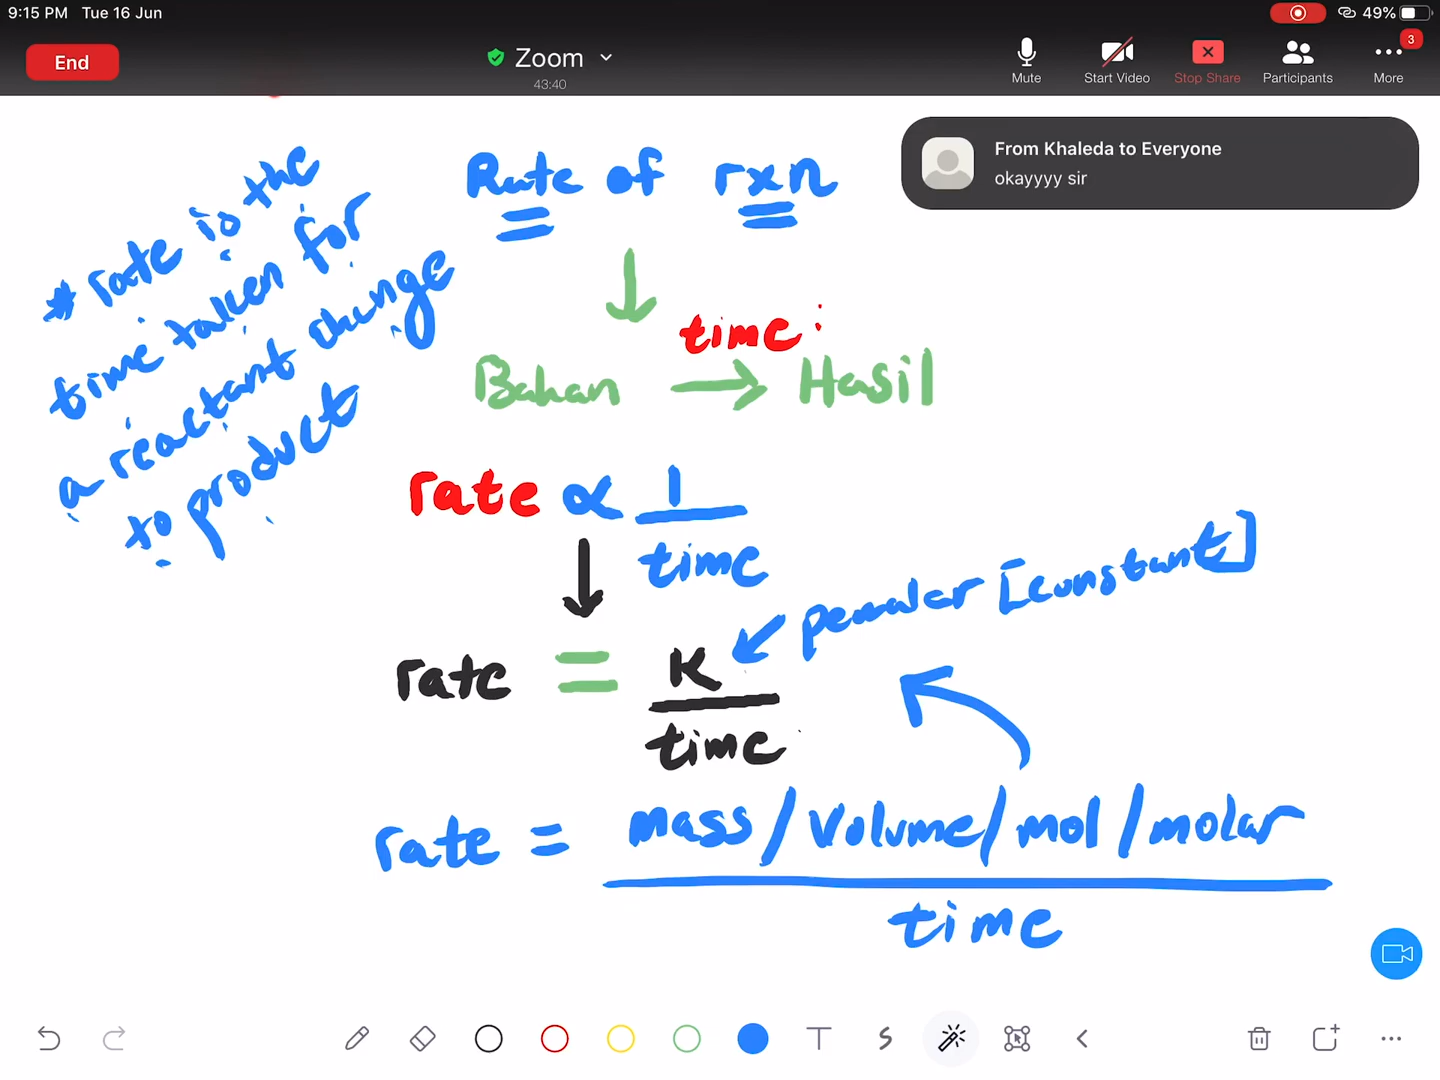 9:15 PM Tue 16 Jun
49%
End
Zoom
43:40
Mute
Start Video
Stop Share
Participants
3
More
From Khaleda to Everyone
okayyyy sir
Rate of rxn
* rate is the
time taken for
a reactant change
to product
time:
Bahan → Hasil
rate ∝ 1
time
rate = K
time
pemalar [constant]
rate = mass/volume/mol/molar
time
T